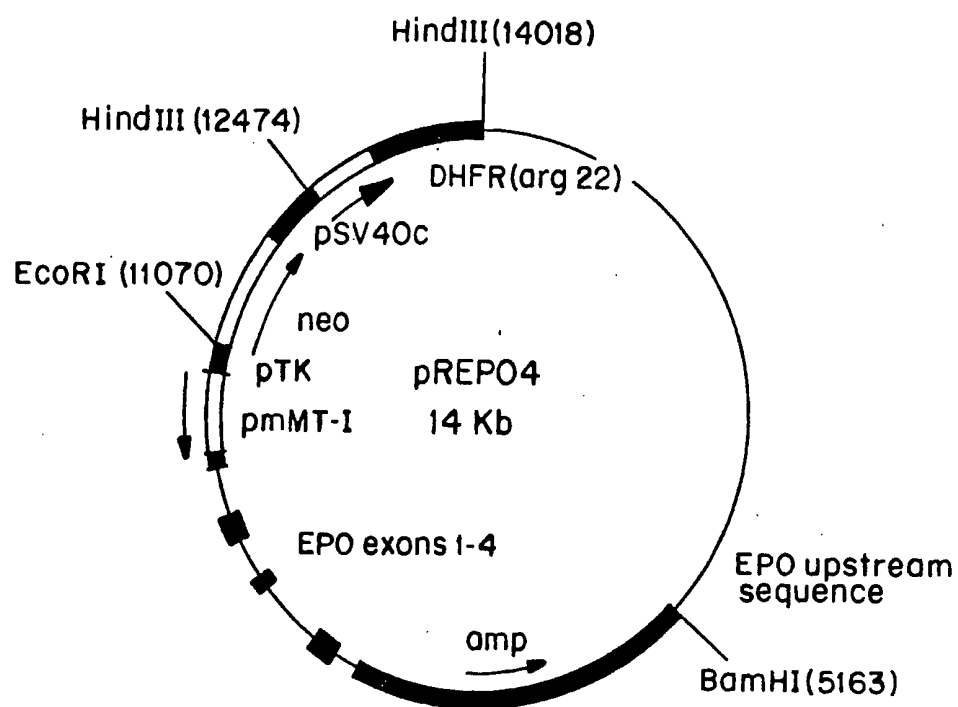 HindIII(14018)
HindIII (12474)
DHFR(arg 22)
pSV40c
EcoRI (11070)
neo
pTK
pREPO4
pmMT-I
14 Kb
EPO exons 1-4
EPO upstream
sequence
amp
BamHI(5163)